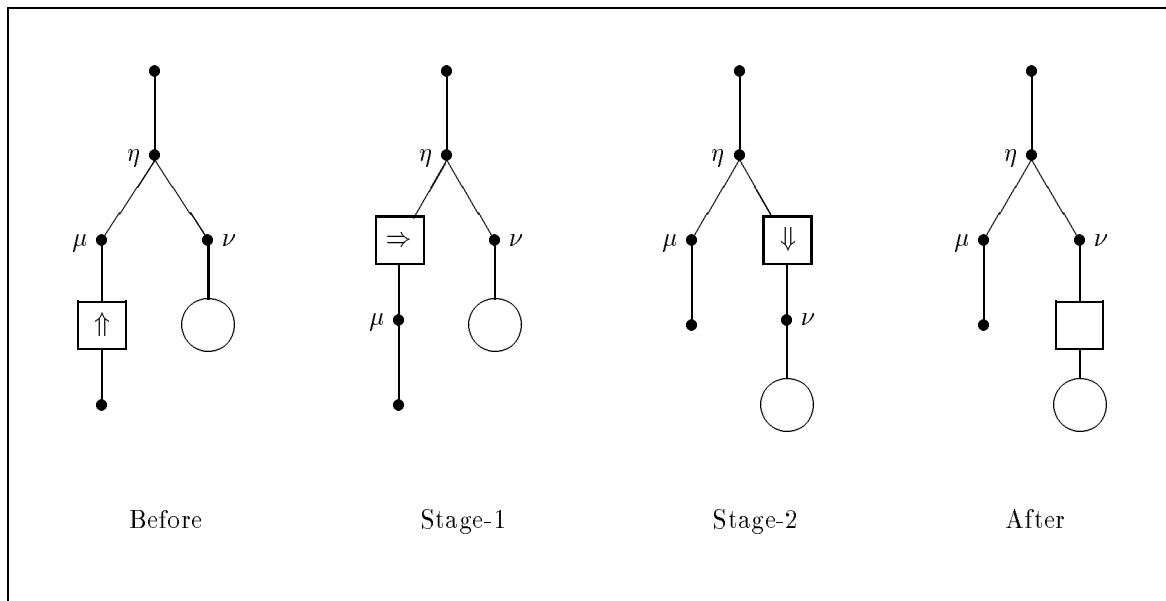 η η η η
μ ν ⇒ ν μ ⇓ μ ν
⇑ μ ν
Before Stage-1 Stage-2 After